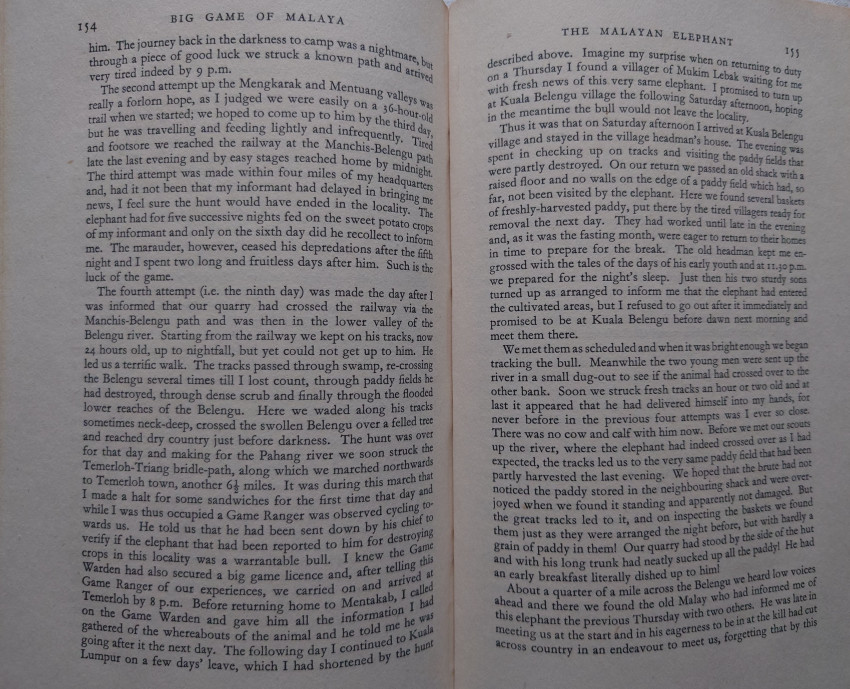 154
BIG GAME OF MALAYA
him. The journey back in the darkness to camp was a nightmare, but
through a piece of good luck we struck a known path and arrived
very tired indeed by 9 p.m.
The second attempt up the Mengkarak and Mentuang valleys was
really a forlorn hope, as I judged we were easily on a 36-hour-old
trail when we started; we hoped to come up to him by the third day,
but he was travelling and feeding lightly and infrequently. Tired
and footsore we reached the railway at the Manchis-Belengu path
late the last evening and by easy stages reached home by midnight.
The third attempt was made within four miles of my headquarters
and, had it not been that my informant had delayed in bringing me
news, I feel sure the hunt would have ended in the locality. The
elephant had for five successive nights fed on the sweet potato crops
of my informant and only on the sixth day did he recollect to inform
me. The marauder, however, ceased his depredations after the fifth
night and I spent two long and fruitless days after him. Such is the
luck of the game.
The fourth attempt (i.e. the ninth day) was made the day after I
was informed that our quarry had crossed the railway via the
Manchis-Belengu path and was then in the lower valley of the
Belengu river. Starting from the railway we kept on his tracks, now
24 hours old, up to nightfall, but yet could not get up to him. He
led us a terrific walk. The tracks passed through swamp, re-crossing
the Belengu several times till I lost count, through paddy fields he
had destroyed, through dense scrub and finally through the flooded
lower reaches of the Belengu. Here we waded along his tracks
sometimes neck-deep, crossed the swollen Belengu over a felled tree
and reached dry country just before darkness. The hunt was over
for that day and making for the Pahang river we soon struck the
Temerloh-Triang bridle-path, along which we marched northwards
to Temerloh town, another 6½ miles. It was during this march that
I made a halt for some sandwiches for the first time that day and
while I was thus occupied a Game Ranger was observed cycling to-
wards us. He told us that he had been sent down by his chief to
verify if the elephant that had been reported to him for destroying
crops in this locality was a warrantable bull. I knew the Game
Warden had also secured a big game licence and, after telling this
Game Ranger of our experiences, we carried on and arrived at
Temerloh by 8 p.m. Before returning home to Mentakab, I called
on the Game Warden and gave him all the information I had
gathered of the whereabouts of the animal and he told me he was
going after it the next day. The following day I continued to Kuala
Lumpur on a few days' leave, which I had shortened by the hunt
THE MALAYAN ELEPHANT
155
described above. Imagine my surprise when on returning to duty
on a Thursday I found a villager of Mukim Lebak waiting for me
with fresh news of this very same elephant. I promised to turn up
at Kuala Belengu village the following Saturday afternoon, hoping
in the meantime the bull would not leave the locality.
Thus it was that on Saturday afternoon I arrived at Kuala Belengu
village and stayed in the village headman's house. The evening was
spent in checking up on tracks and visiting the paddy fields that
were partly destroyed. On our return we passed an old shack with a
raised floor and no walls on the edge of a paddy field which had, so
far, not been visited by the elephant. Here we found several baskets
of freshly-harvested paddy, put there by the tired villagers ready for
removal the next day. They had worked until late in the evening
and, as it was the fasting month, were eager to return to their homes
in time to prepare for the break. The old headman kept me en-
grossed with the tales of the days of his early youth and at 11.30 p.m.
we prepared for the night's sleep. Just then his two sturdy sons
turned up as arranged to inform me that the elephant had entered
the cultivated areas, but I refused to go out after it immediately and
promised to be at Kuala Belengu before dawn next morning and
meet them there.
We met them as scheduled and when it was bright enough we began
tracking the bull. Meanwhile the two young men were sent up the
river in a small dug-out to see if the animal had crossed over to the
other bank. Soon we struck fresh tracks an hour or two old and at
last it appeared that he had delivered himself into my hands, for
never before in the previous four attempts was I ever so close.
There was no cow and calf with him now. Before we met our scouts
up the river, where the elephant had indeed crossed over as I had
expected, the tracks led us to the very same paddy field that had been
partly harvested the last evening. We hoped that the brute had not
noticed the paddy stored in the neighbouring shack and were over-
joyed when we found it standing and apparently not damaged. But
the great tracks led to it, and on inspecting the baskets we found
them just as they were arranged the night before, but with hardly a
grain of paddy in them! Our quarry had stood by the side of the hut
and with his long trunk had neatly sucked up all the paddy! He had
an early breakfast literally dished up to him!
About a quarter of a mile across the Belengu we heard low voices
ahead and there we found the old Malay who had informed me of
this elephant the previous Thursday with two others. He was late in
meeting us at the start and in his eagerness to be in at the kill had cut
across country in an endeavour to meet us, forgetting that by this